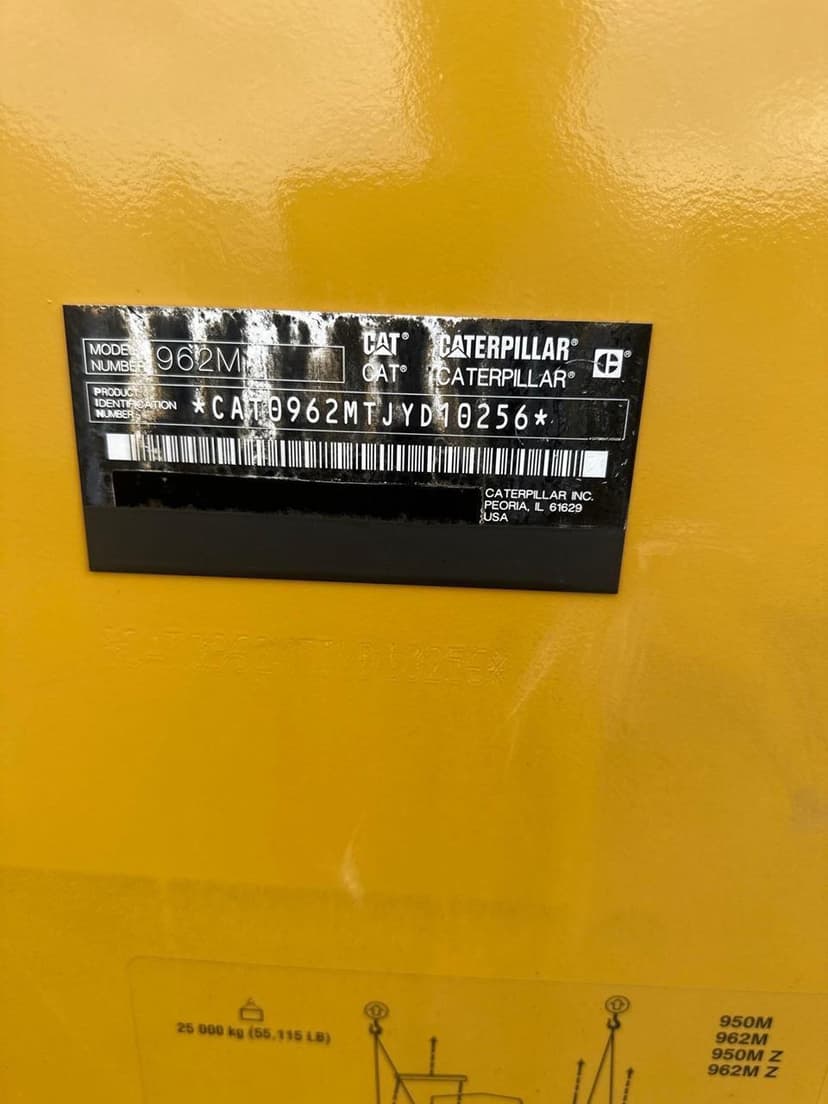 MODEL
NUMBER 962M
CAT® CATERPILLAR®
CAT® CATERPILLAR®
PRODUCT
IDENTIFICATION
NUMBER *CAT0962MTJYD10256*
CATERPILLAR INC.
PEORIA, IL 61629
USA
25 000 kg (55,115 LB)
950M
962M
950M Z
962M Z